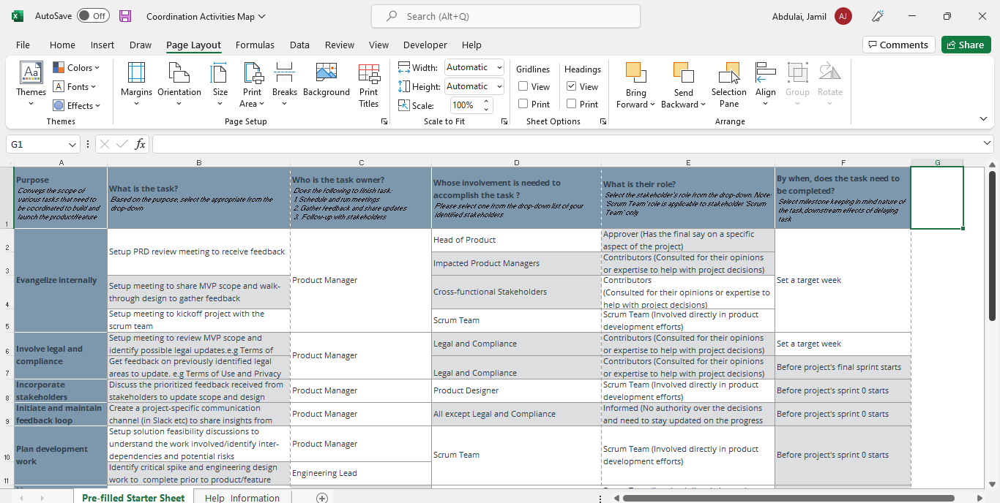 AutoSave Off Coordination Activities Map Search (Alt+Q) Abdulai, Jamil AJ
File Home Insert Draw Page Layout Formulas Data Review View Developer Help Comments Share
Aa Themes
Colors
Fonts
Effects
Themes
Margins Orientation Size Print Area Breaks Background Print Titles
Page Setup
Width: Automatic
Height: Automatic
Scale: 100%
Scale to Fit
Gridlines Headings
View View
Print Print
Sheet Options
Bring Forward Send Backward Selection Pane Align Group Rotate
Arrange
G1 fx
A B C D E F G
1
Purpose
Conveys the scope of
various tasks that need to
be coordinated to build and
launch the product/feature
What is the task?
Based on the purpose, select the appropriate from the
drop-down
Who is the task owner?
Does the following to finish task:
1. Schedule and run meetings
2. Gather feedback and share updates
3. Follow-up with stakeholders
Whose involvement is needed to
accomplish the task ?
Please select one from the drop-down list of your
identified stakeholders
What is their role?
Select the stakeholder's role from the drop-down. Note:
'Scrum Team' role is applicable to stakeholder 'Scrum
Team' only
By when, does the task need to
be completed?
Select milestone keeping in mind nature of
the task,downstream effects of delaying
task
2
Evangelize internally
Setup PRD review meeting to receive feedback
Product Manager
Head of Product
Approver (Has the final say on a specific
aspect of the project)
Set a target week
3
Impacted Product Managers
Contributors (Consulted for their opinions
or expertise to help with project decisions)
4
Setup meeting to share MVP scope and walk-
through design to gather feedback
Cross-functional Stakeholders
Contributors
(Consulted for their opinions or expertise to
help with project decisions)
5
Setup meeting to kickoff project with the
scrum team
Scrum Team
Scrum Team (Involved directly in product
development efforts)
6
Involve legal and
compliance
Setup meeting to review MVP scope and
identify possible legal updates.e.g Terms of
Product Manager
Legal and Compliance
Contributors (Consulted for their opinions
or expertise to help with project decisions)
Set a target week
7
Get feedback on previously identified legal
areas to update. e.g Terms of Use and Privacy
Legal and Compliance
Contributors (Consulted for their opinions
or expertise to help with project decisions)
Before project's final sprint starts
8
Incorporate
stakeholders
Discuss the prioritized feedback received from
stakeholders to update scope and design
Product Manager
Product Designer
Scrum Team (Involved directly in product
development efforts)
Before project's sprint 0 starts
9
Initiate and maintain
feedback loop
Create a project-specific communication
channel (in Slack etc) to share insights from
Product Manager
All except Legal and Compliance
Informed (No authority over the decisions
and need to stay updated on the progress
Before project's sprint 0 starts
10
Plan development
work
Setup solution feasibility discussions to
understand the work involved/identify inter-
dependencies and potential risks
Product Manager
Scrum Team
Scrum Team (Involved directly in product
development efforts)
Before project's sprint 0 starts
11
Identify critical spike and engineering design
work to complete prior to product/feature
Engineering Lead
Pre-filled Starter Sheet Help_Information